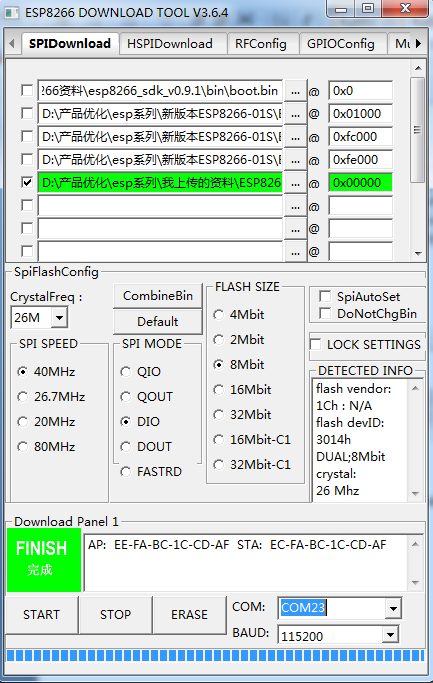 ESP8266 DOWNLOAD TOOL V3.6.4
SPIDownload HSPIDownload RFConfig GPIOConfig Mu
266资料\esp8266_sdk_v0.9.1\bin\boot.bin ... @ 0x0
D:\产品优化\esp系列\新版本ESP8266-01S\E ... @ 0x01000
D:\产品优化\esp系列\新版本ESP8266-01S\E ... @ 0xfc000
D:\产品优化\esp系列\新版本ESP8266-01S\E ... @ 0xfe000
D:\产品优化\esp系列\我上传的资料\ESP826 ... @ 0x00000
... @
... @
... @
SpiFlashConfig
CrystalFreq :
26M
CombineBin
Default
SPI SPEED
40MHz
26.7MHz
20MHz
80MHz
SPI MODE
QIO
QOUT
DIO
DOUT
FASTRD
FLASH SIZE
4Mbit
2Mbit
8Mbit
16Mbit
32Mbit
16Mbit-C1
32Mbit-C1
SpiAutoSet
DoNotChgBin
LOCK SETTINGS
DETECTED INFO
flash vendor:
1Ch : N/A
flash devID:
3014h
DUAL;8Mbit
crystal:
26 Mhz
Download Panel 1
FINISH
完成
AP: EE-FA-BC-1C-CD-AF STA: EC-FA-BC-1C-CD-AF
START STOP ERASE
COM: COM23
BAUD: 115200